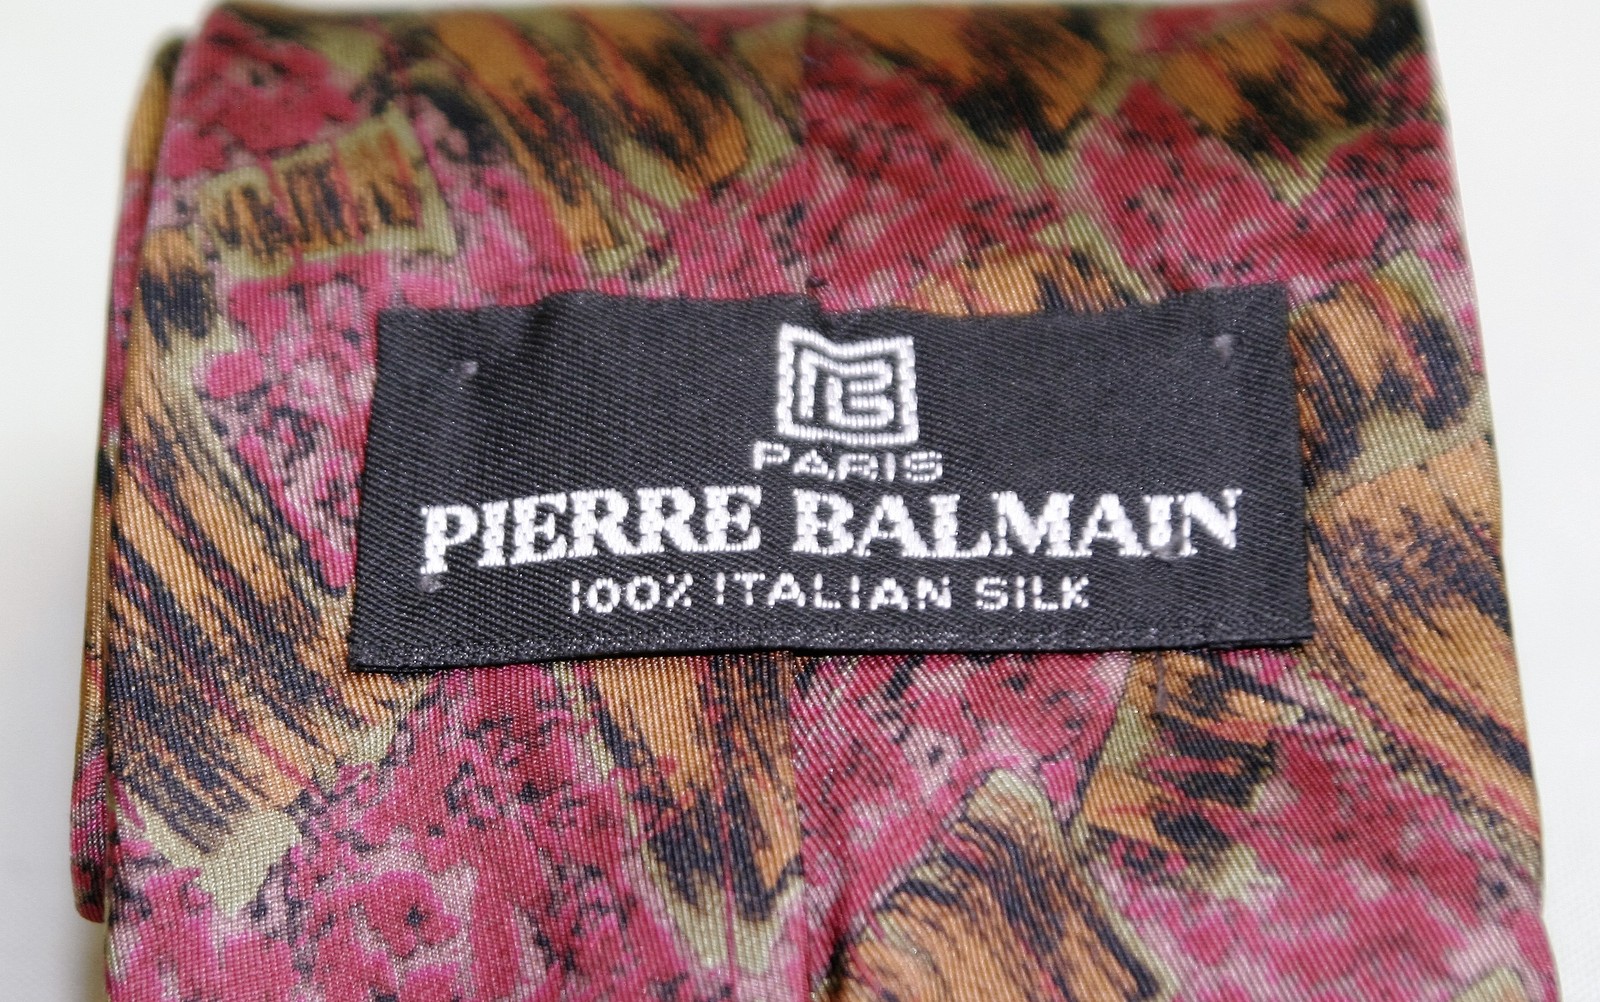 PB
PARIS
PIERRE BALMAIN
100% ITALIAN SILK